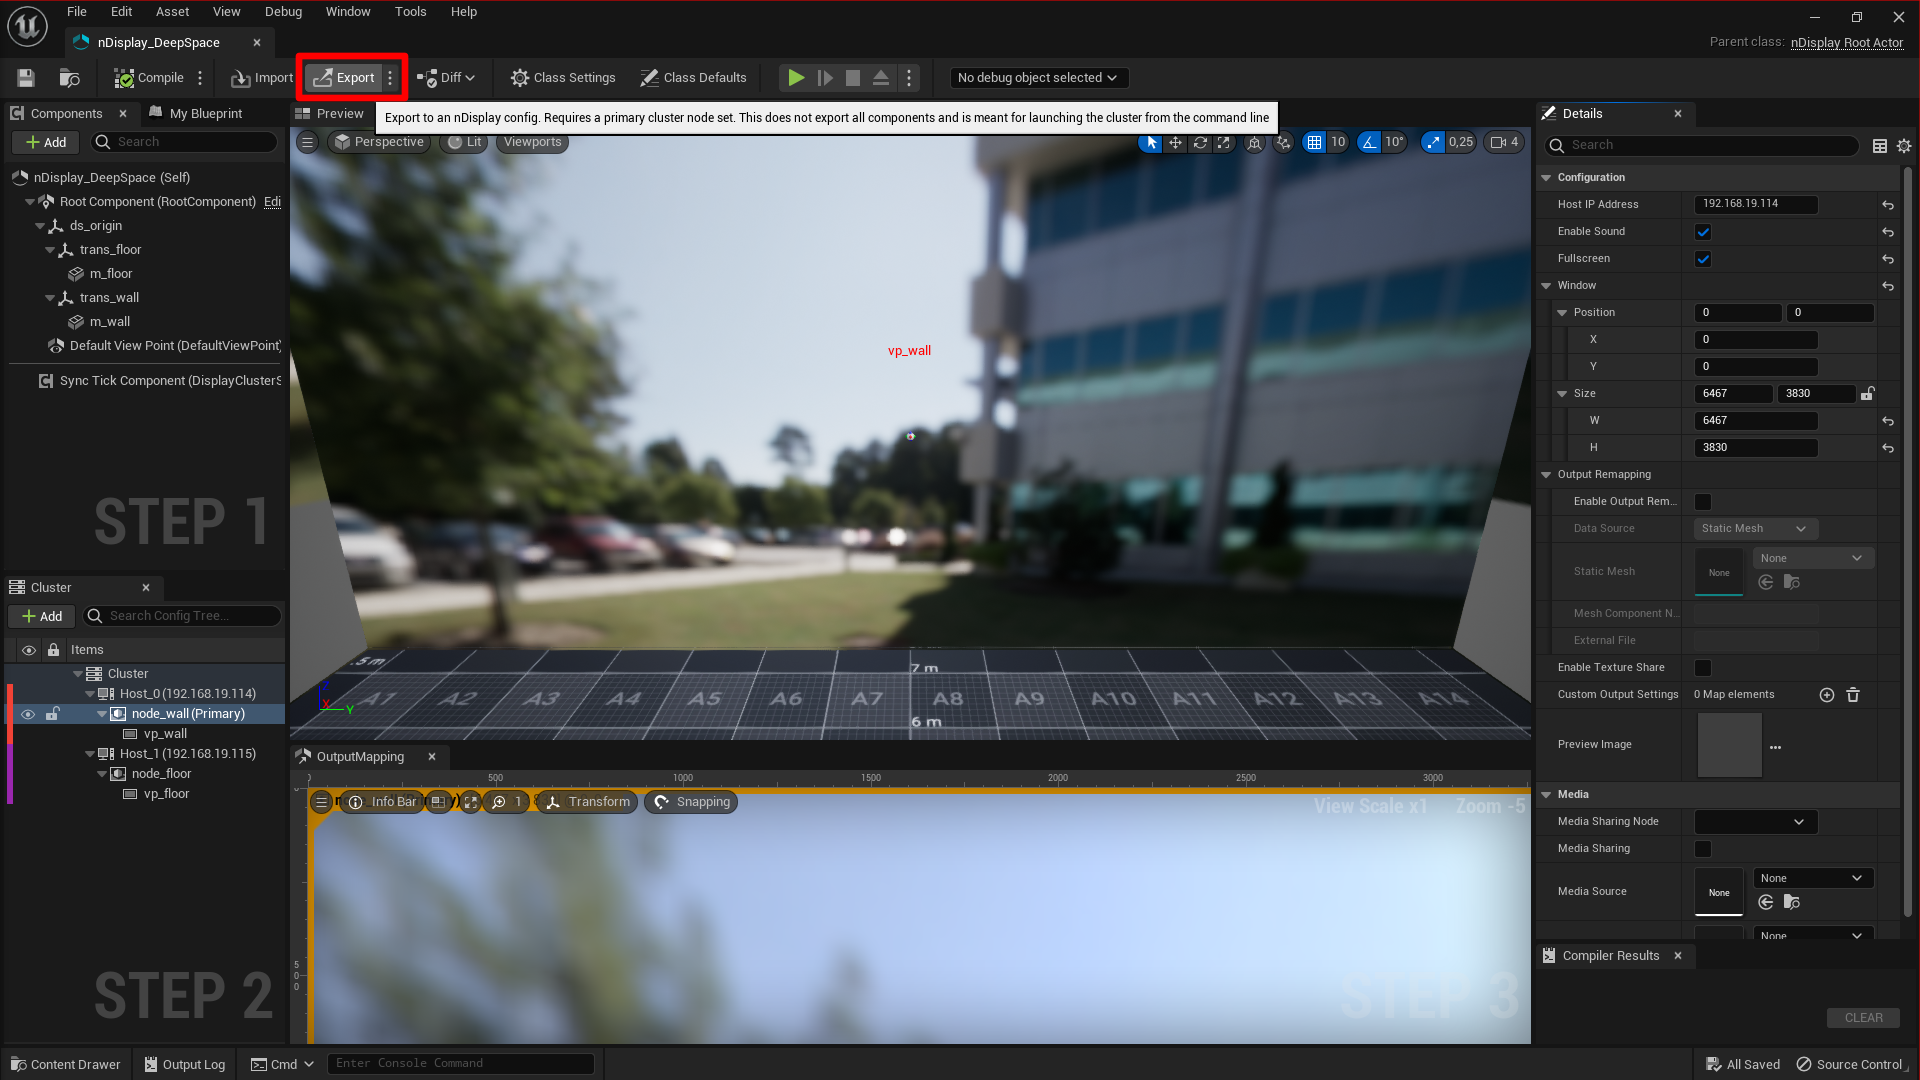 File Edit Asset View Debug Window Tools Help
nDisplay_DeepSpace
Parent class: nDisplay Root Actor
Compile Import Export Diff Class Settings Class Defaults No debug object selected
Components My Blueprint
Add Search
nDisplay_DeepSpace (Self)
Root Component (RootComponent) Edi
ds_origin
trans_floor
m_floor
trans_wall
m_wall
Default View Point (DefaultViewPoint)
Sync Tick Component (DisplayClusterS
STEP 1
Cluster
Add Search Config Tree...
Items
Cluster
Host_0 (192.168.19.114)
node_wall (Primary)
vp_wall
Host_1 (192.168.19.115)
node_floor
vp_floor
STEP 2
Preview
Export to an nDisplay config. Requires a primary cluster node set. This does not export all components and is meant for launching the cluster from the command line
Perspective Lit Viewports 10 10° 0,25 4
vp_wall
.5 m 7 m
A1 A2 A3 A4 A5 A6 A7 A8 A9 A10 A11 A12 A13 A14
6 m
X Y
OutputMapping
500 1000 1500 2000 2500 3000
Info Bar 1 Transform Snapping View Scale x1 Zoom -5
500
STEP 3
Details
Search
Configuration
Host IP Address 192.168.19.114
Enable Sound
Fullscreen
Window
Position 0 0
X 0
Y 0
Size 6467 3830
W 6467
H 3830
Output Remapping
Enable Output Rem...
Data Source Static Mesh
Static Mesh None None
Mesh Component N...
External File
Enable Texture Share
Custom Output Settings 0 Map elements
Preview Image
Media
Media Sharing Node
Media Sharing
Media Source None None
None
Compiler Results
CLEAR
Content Drawer Output Log Cmd Enter Console Command All Saved Source Control